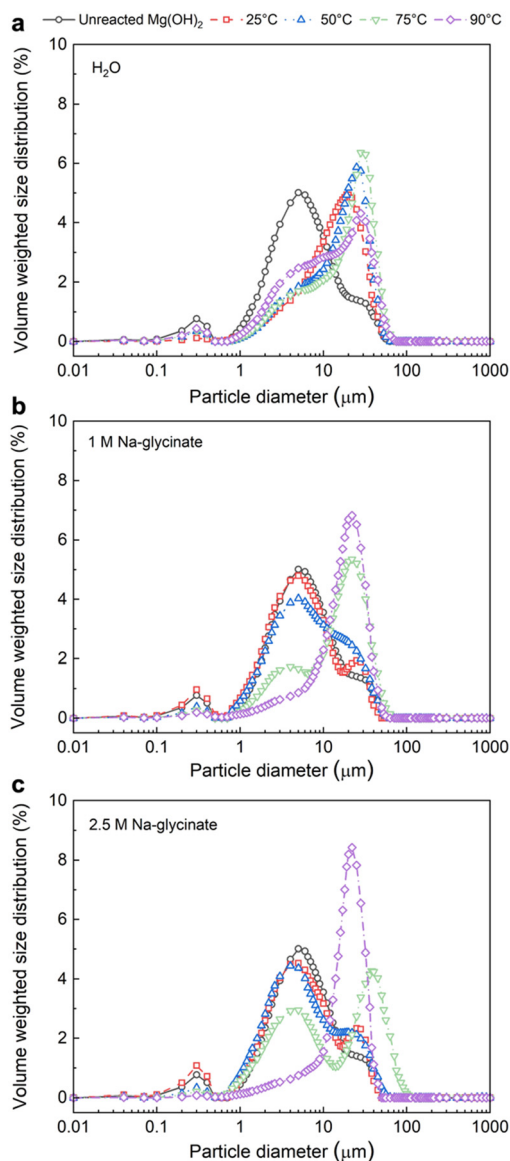 Unreacted Mg(OH)₂ 25°C 50°C 75°C 90°C
a
H₂O
Volume weighted size distribution (%)
10
8
6
4
2
0
0.01 0.1 1 10 100 1000
Particle diameter (μm)
b
1 M Na-glycinate
Volume weighted size distribution (%)
10
8
6
4
2
0
0.01 0.1 1 10 100 1000
Particle diameter (μm)
c
2.5 M Na-glycinate
Volume weighted size distribution (%)
10
8
6
4
2
0
0.01 0.1 1 10 100 1000
Particle diameter (μm)